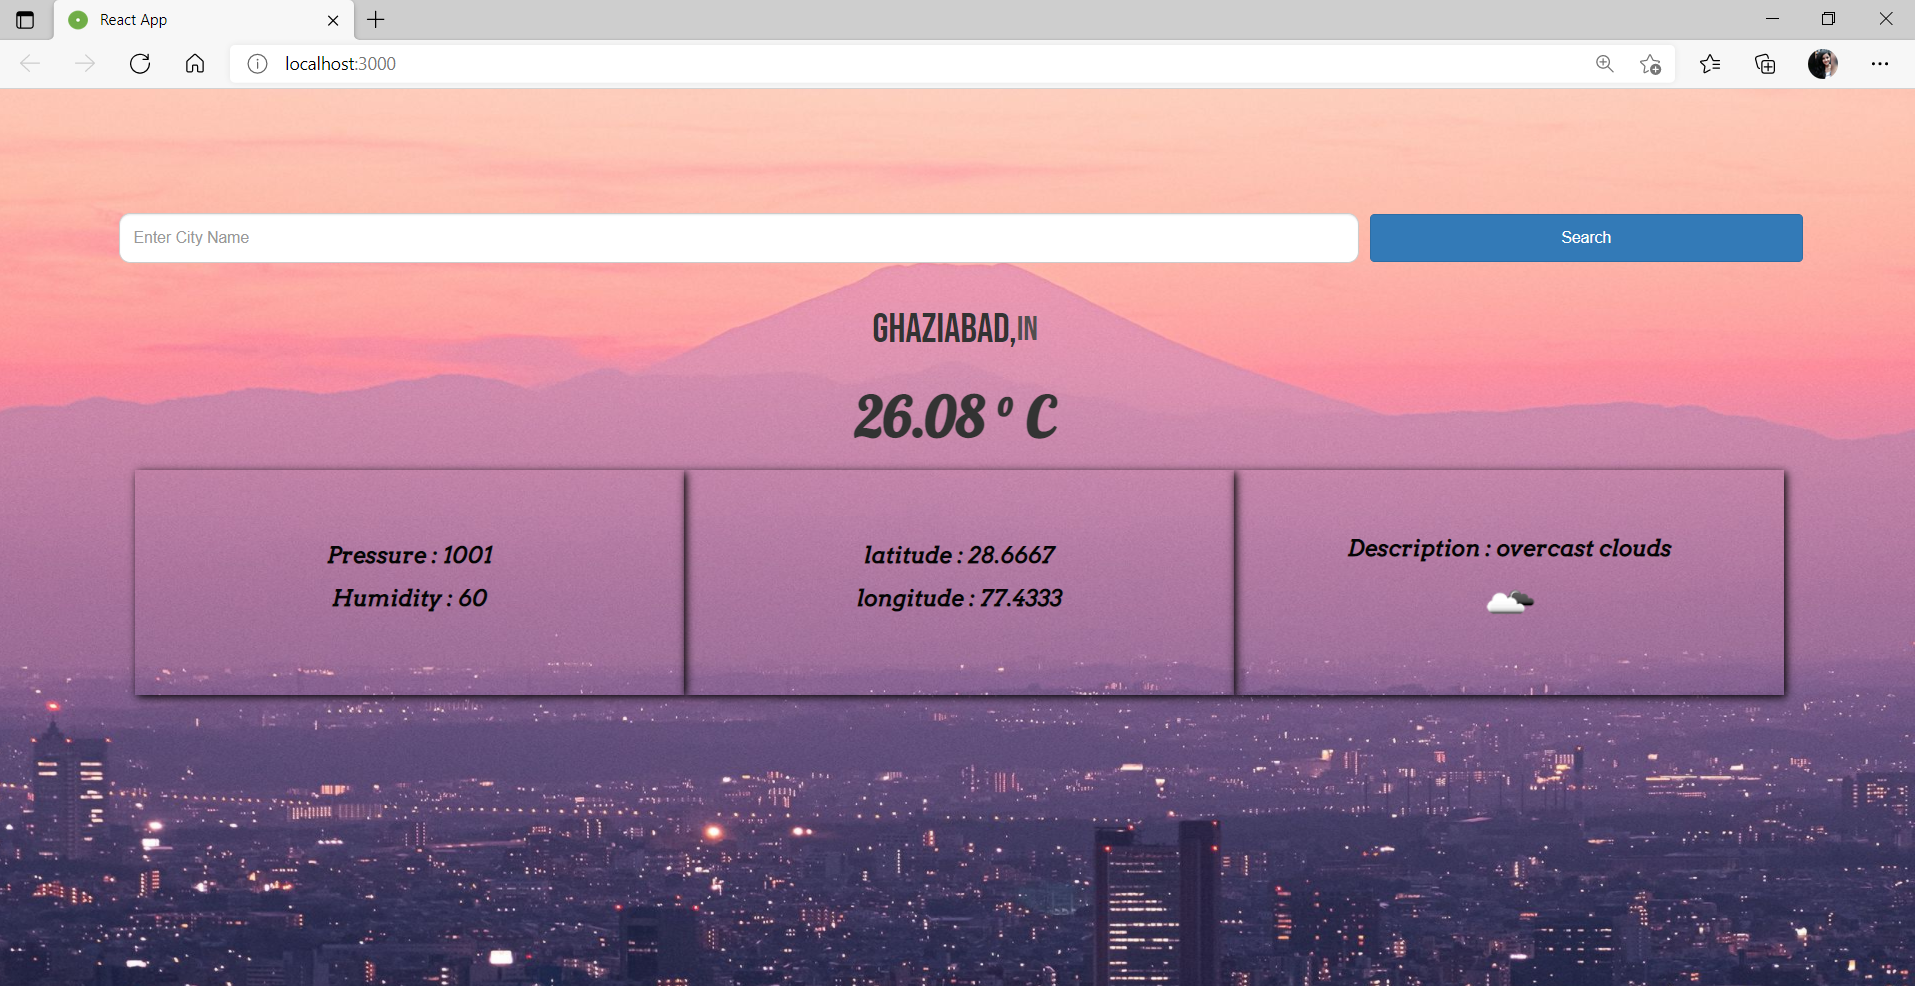 React App
localhost:3000
Enter City Name
Search
GHAZIABAD,IN
26.08 º C
Pressure : 1001
Humidity : 60
latitude : 28.6667
longitude : 77.4333
Description : overcast clouds